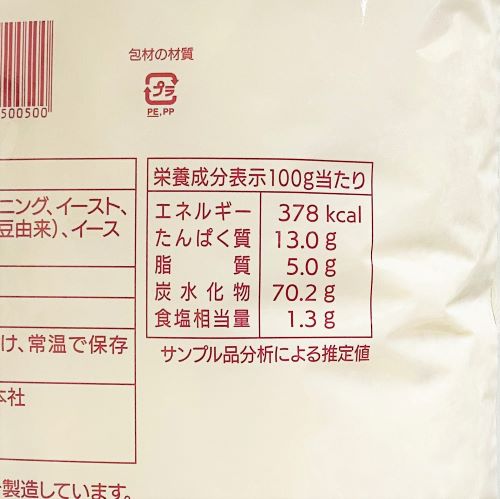 包材の材質
プラ
PE,PP
500500
栄養成分表示100g当たり
エネルギー 378 kcal
たんぱく質 13.0 g
脂質 5.0 g
炭水化物 70.2 g
食塩相当量 1.3 g
サンプル品分析による推定値
ニング、イースト、
豆由来)、イース
け、常温で保存
本社
製造しています。